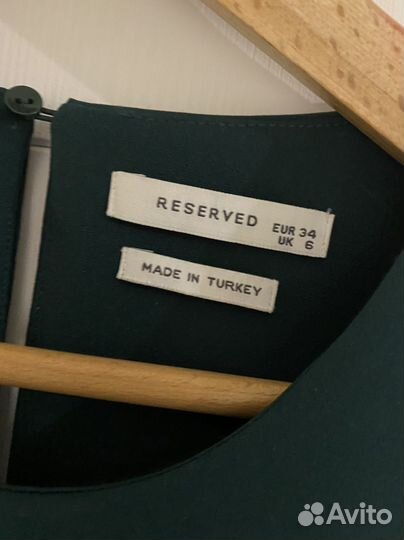 RESERVED
EUR 34
UK 6
MADE IN TURKEY
Avito